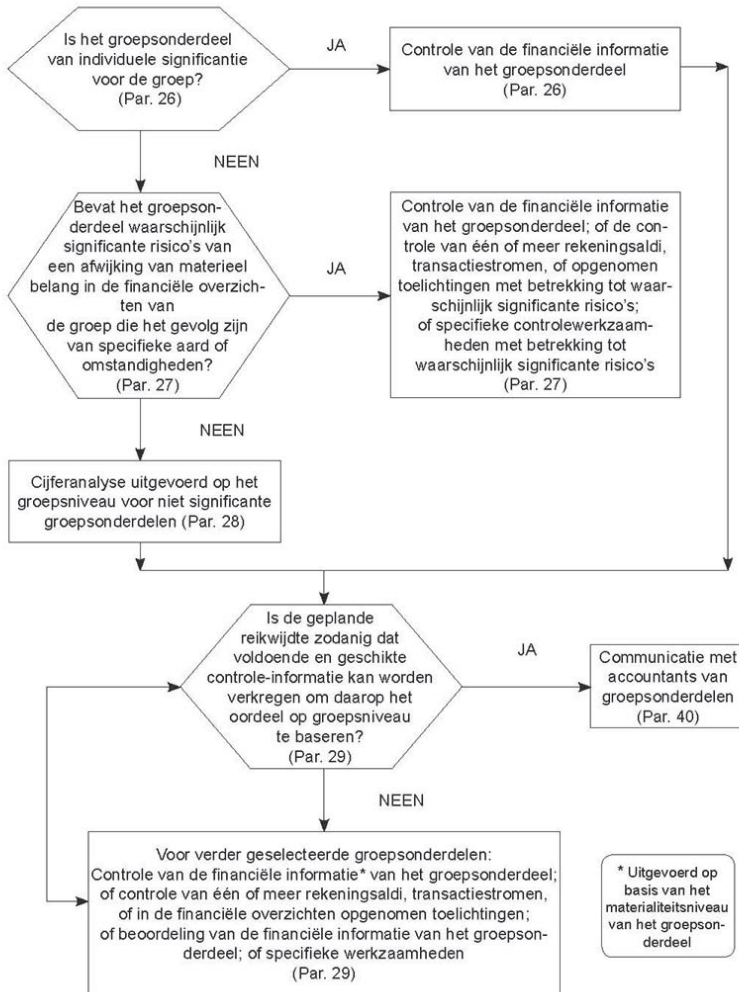 Is het groepsonderdeel
van individuele significantie
voor de groep?
(Par. 26)
JA
Controle van de financiële informatie
van het groepsonderdeel
(Par. 26)
NEEN
Bevat het groepson-
derdeel waarschijnlijk
significante risico's van
een afwijking van materieel
belang in de financiële overzich-
ten van
de groep die het gevolg zijn
van specifieke aard of
omstandigheden?
(Par. 27)
JA
Controle van de financiële informatie
van het groepsonderdeel; of de con-
trole van één of meer rekeningsaldi,
transactiestromen, of opgenomen
toelichtingen met betrekking tot waar-
schijnlijk significante risico's;
of specifieke controlewerkzaam-
heden met betrekking tot
waarschijnlijk significante risico's
(Par. 27)
NEEN
Cijferanalyse uitgevoerd op het
groepsniveau voor niet significante
groepsonderdelen (Par. 28)
Is de geplande
reikwijdte zodanig dat
voldoende en geschikte
controle-informatie kan worden
verkregen om daarop het
oordeel op groepsniveau
te baseren?
(Par. 29)
JA
Communicatie met
accountants van
groepsonderdelen
(Par. 40)
NEEN
Voor verder geselecteerde groepsonderdelen:
Controle van de financiële informatie* van het groepsonderdeel;
of controle van één of meer rekeningsaldi, transactiestromen,
of in de financiële overzichten opgenomen toelichtingen;
of beoordeling van de financiële informatie van het groepson-
derdeel; of specifieke werkzaamheden
(Par. 29)
* Uitgevoerd op
basis van het
materialiteitsniveau
van het groepson-
derdeel